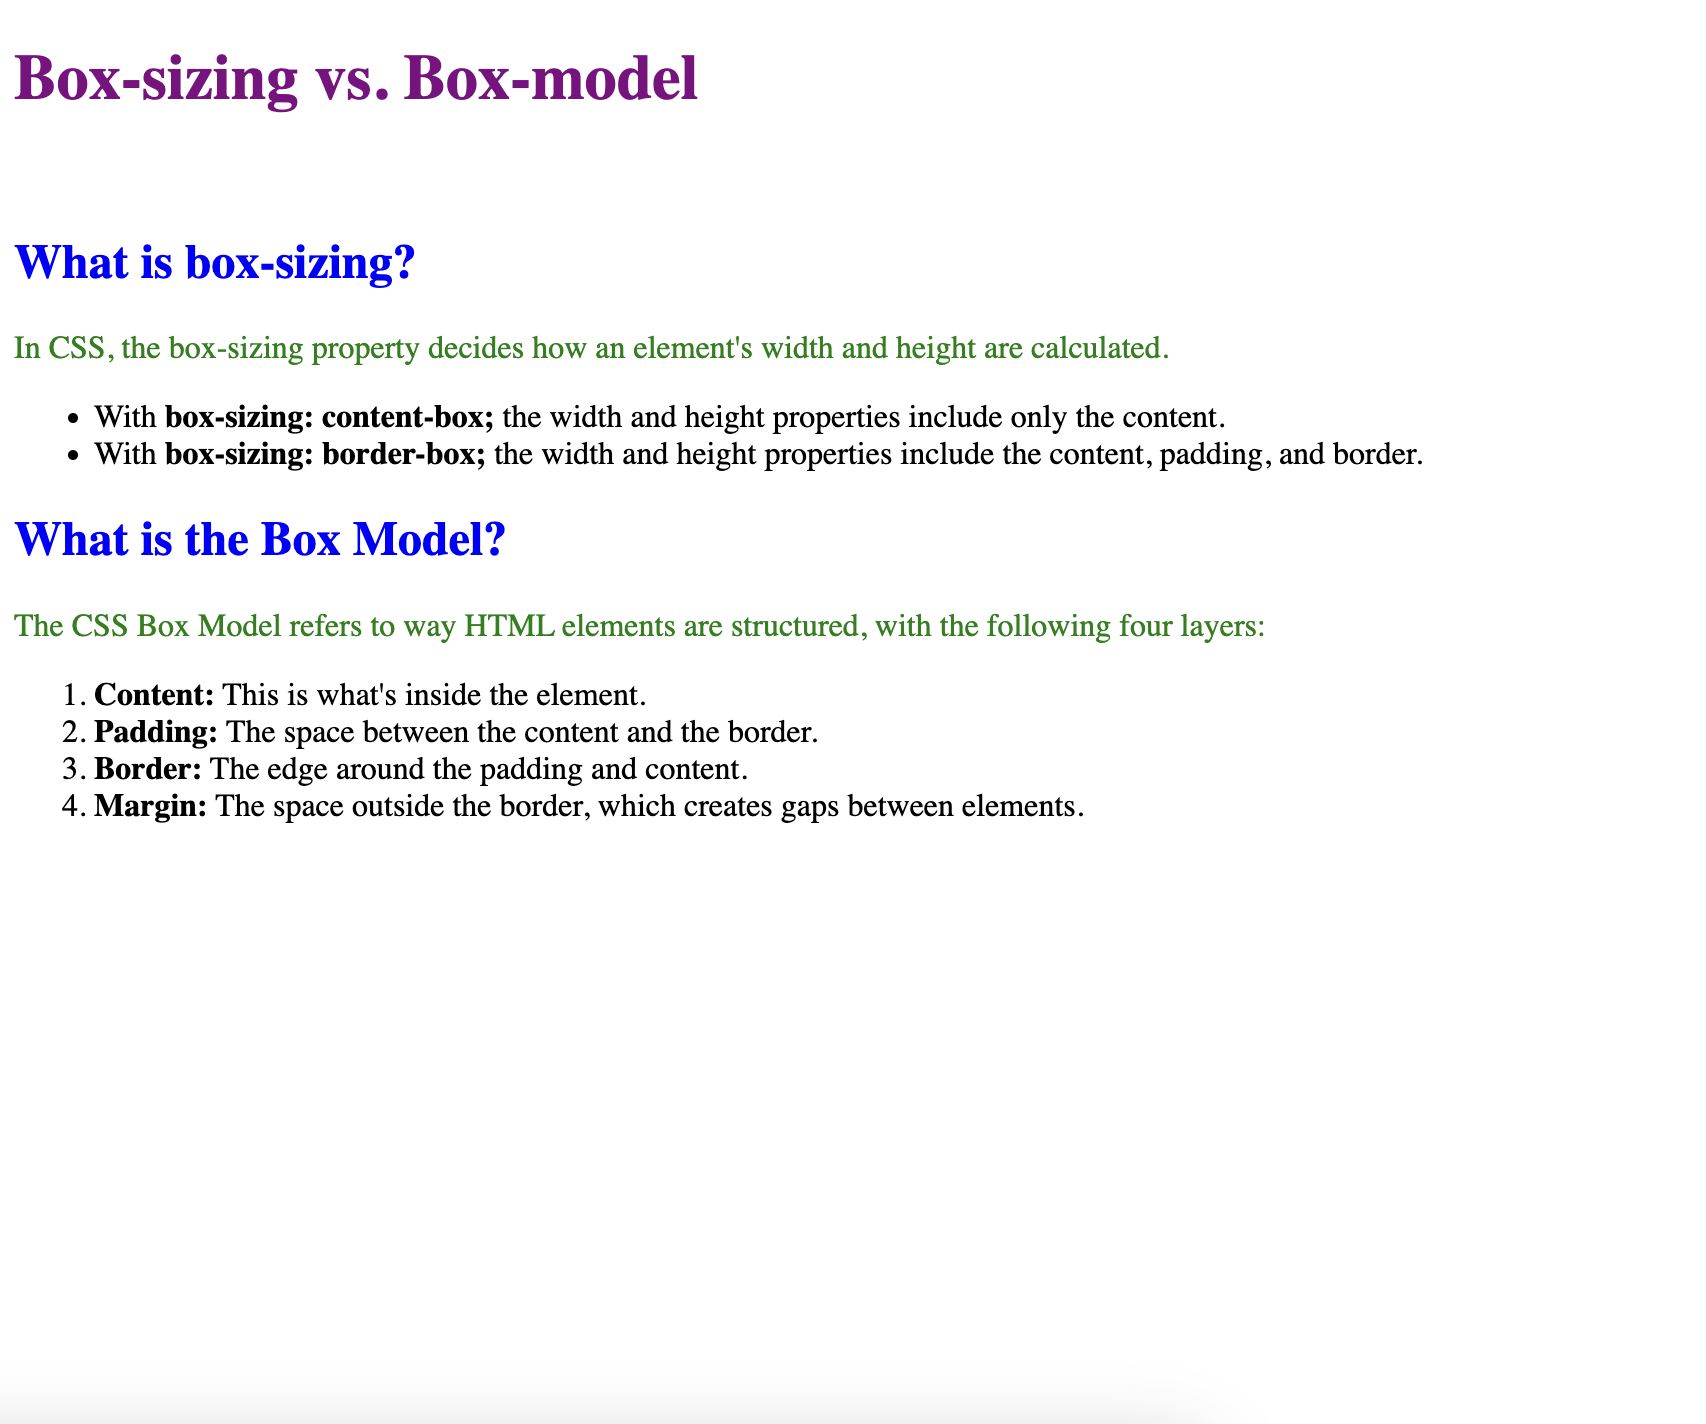 Box-sizing vs. Box-model
What is box-sizing?
In CSS, the box-sizing property decides how an element's width and height are calculated.
• With box-sizing: content-box; the width and height properties include only the content.
• With box-sizing: border-box; the width and height properties include the content, padding, and border.
What is the Box Model?
The CSS Box Model refers to way HTML elements are structured, with the following four layers:
1. Content: This is what's inside the element.
2. Padding: The space between the content and the border.
3. Border: The edge around the padding and content.
4. Margin: The space outside the border, which creates gaps between elements.